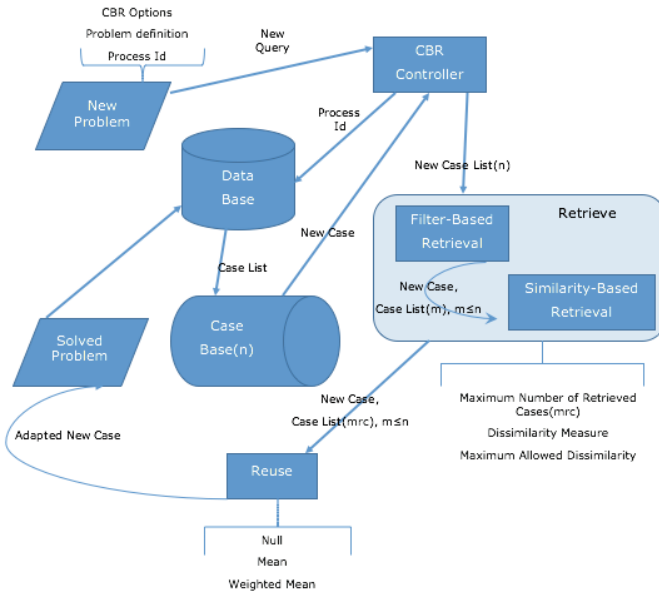 CBR Options
Problem definition
Process Id
New
Query
CBR
Controller
New
Problem
Process
Id
Data
Base
New Case List(n)
Filter-Based
Retrieval
Retrieve
New Case
Case List
New Case,
Case List(m), m≤n
Similarity-Based
Retrieval
Solved
Problem
Case
Base(n)
New Case,
Case List(mrc), m≤n
Maximum Number of Retrieved
Cases(mrc)
Dissimilarity Measure
Maximum Allowed Dissimilarity
Adapted New Case
Reuse
Null
Mean
Weighted Mean